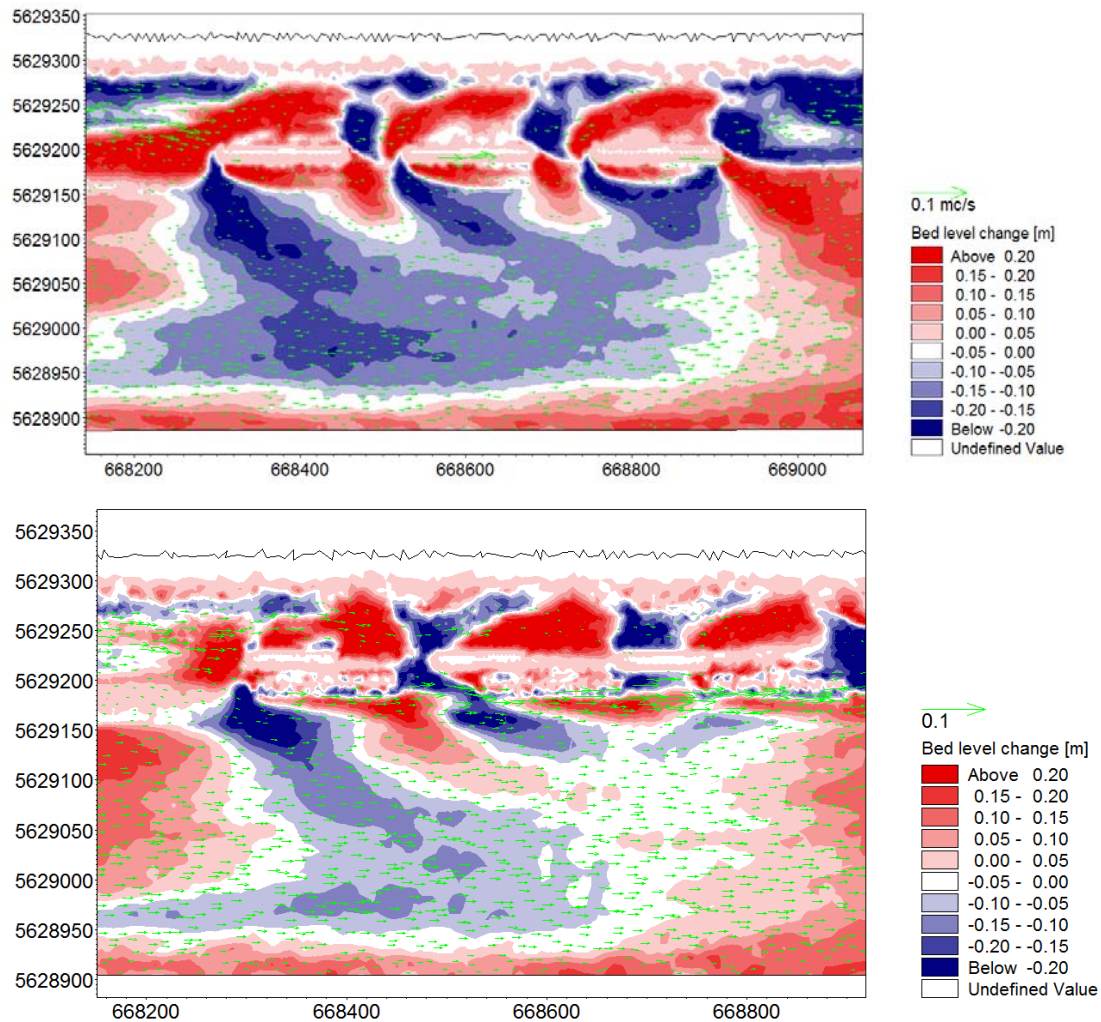 5629350
5629300
5629250
5629200
5629150
5629100
5629050
5629000
5628950
5628900
668200 668400 668600 668800 669000
0.1 mc/s
Bed level change [m]
Above 0.20
0.15 - 0.20
0.10 - 0.15
0.05 - 0.10
0.00 - 0.05
-0.05 - 0.00
-0.10 - -0.05
-0.15 - -0.10
-0.20 - -0.15
Below -0.20
Undefined Value
5629350
5629300
5629250
5629200
5629150
5629100
5629050
5629000
5628950
5628900
668200 668400 668600 668800
0.1
Bed level change [m]
Above 0.20
0.15 - 0.20
0.10 - 0.15
0.05 - 0.10
0.00 - 0.05
-0.05 - 0.00
-0.10 - -0.05
-0.15 - -0.10
-0.20 - -0.15
Below -0.20
Undefined Value